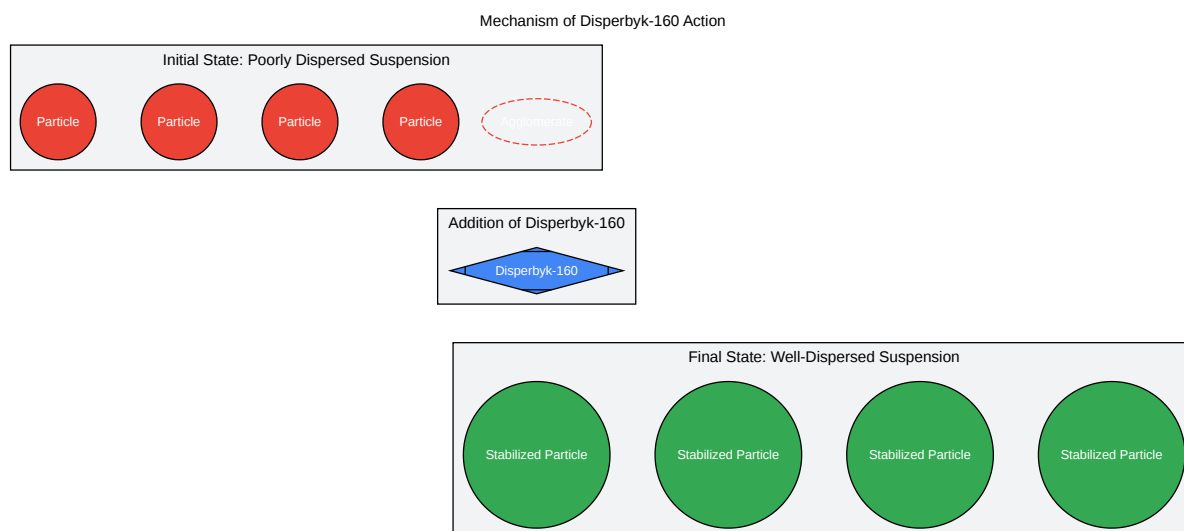 Mechanism of Disperbyk-160 Action
Initial State: Poorly Dispersed Suspension
Particle Particle Particle Particle Agglomerate
Addition of Disperbyk-160
Disperbyk-160
Final State: Well-Dispersed Suspension
Stabilized Particle Stabilized Particle Stabilized Particle Stabilized Particle